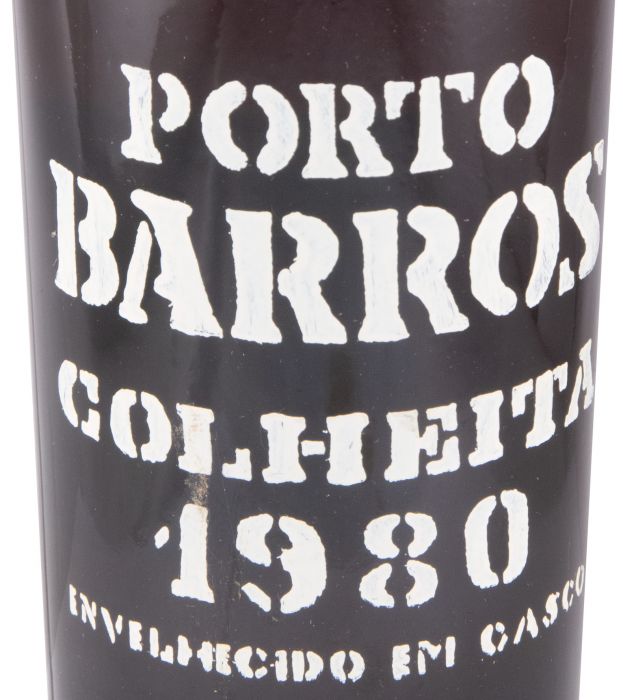 PORTO
BARROS
COLHEITA
1980
ENVELHECIDO EM CASCO